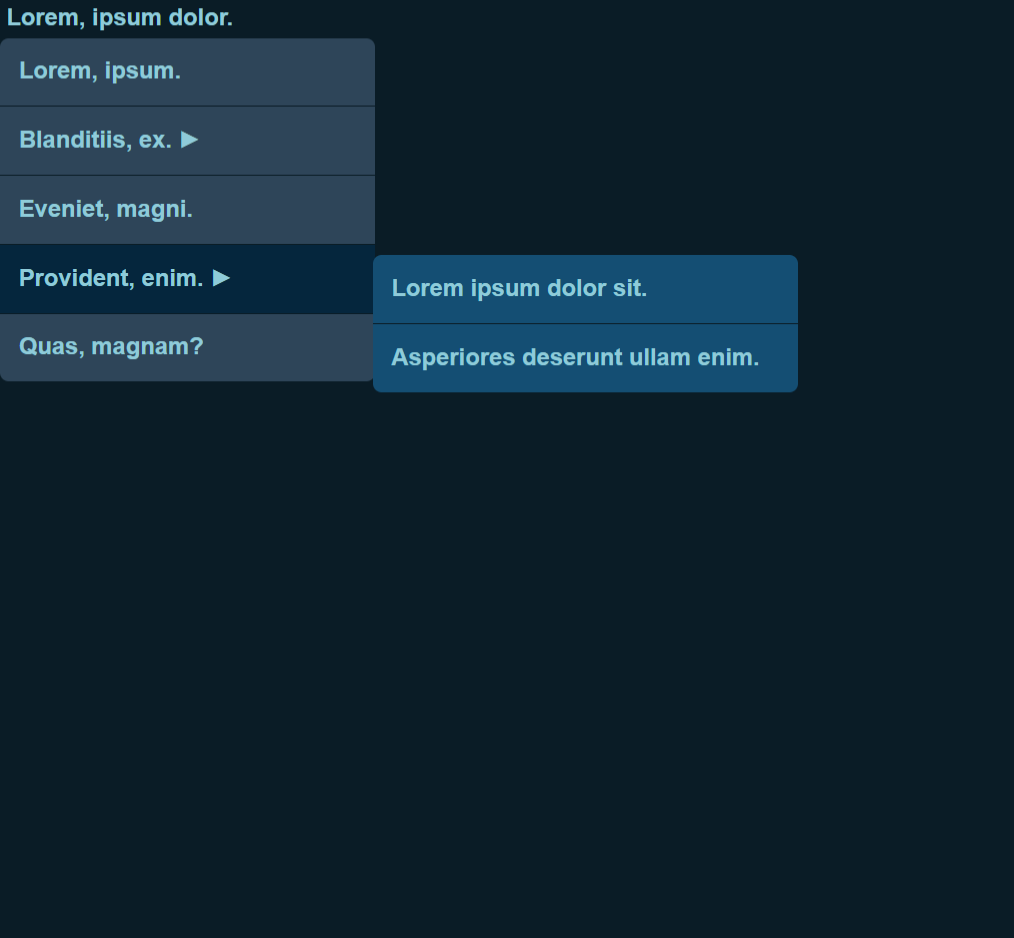 Lorem, ipsum dolor.
Lorem, ipsum.
Blanditiis, ex. ►
Eveniet, magni.
Provident, enim. ►
Quas, magnam?
Lorem ipsum dolor sit.
Asperiores deserunt ullam enim.